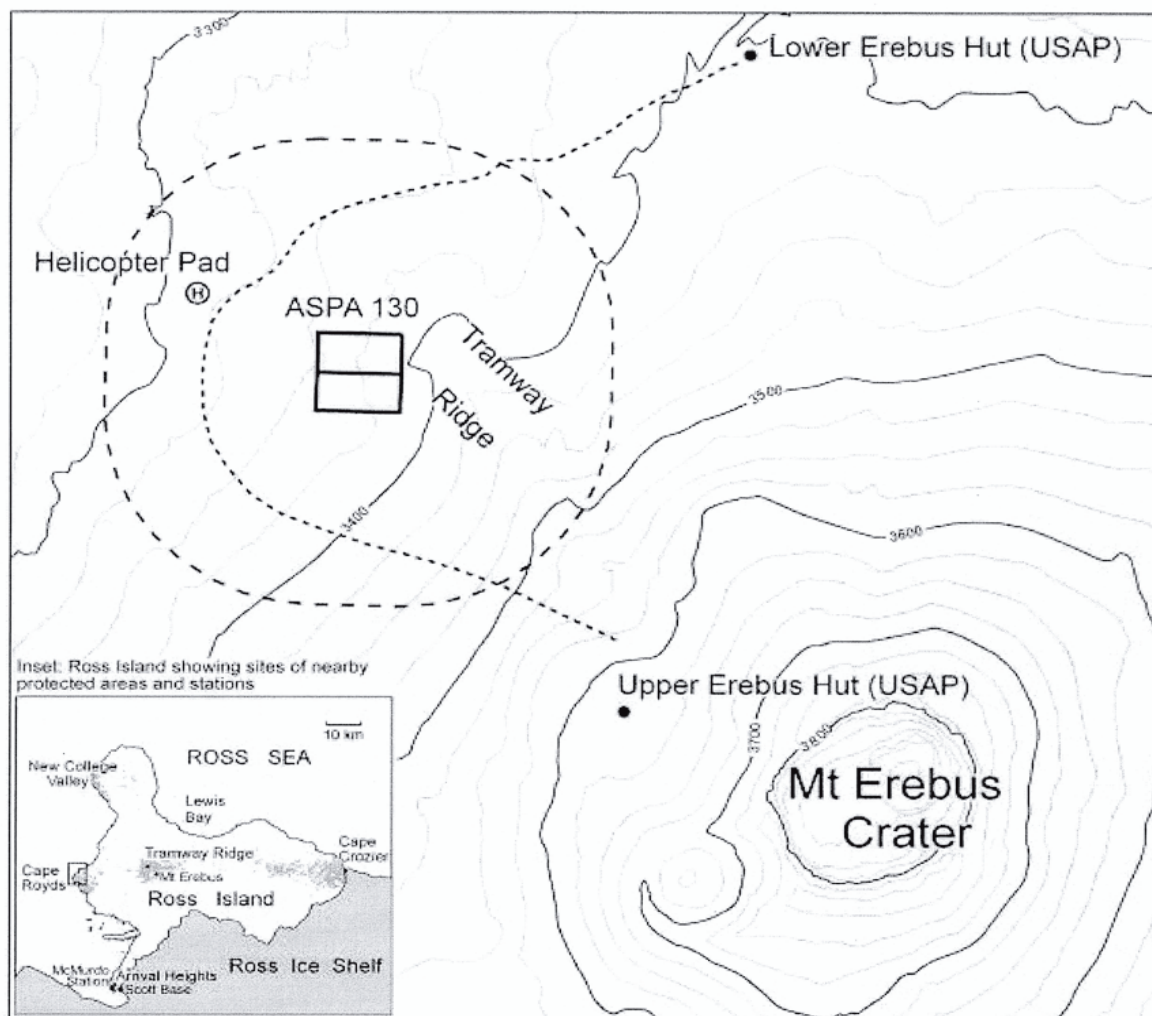 3300
Lower Erebus Hut (USAP)
Helicopter Pad
H
ASPA 130
Tramway
Ridge
3500
3400
3600
Inset: Ross Island showing sites of nearby
protected areas and stations
Upper Erebus Hut (USAP)
3700
3800
Mt Erebus
Crater
10 km
ROSS SEA
New College
Valley
Lewis
Bay
Tramway Ridge
Cape
Crozier
Cape
Royds
Mt Erebus
Ross Island
Ross Ice Shelf
McMurdo
Station
Arrival Heights
Scott Base